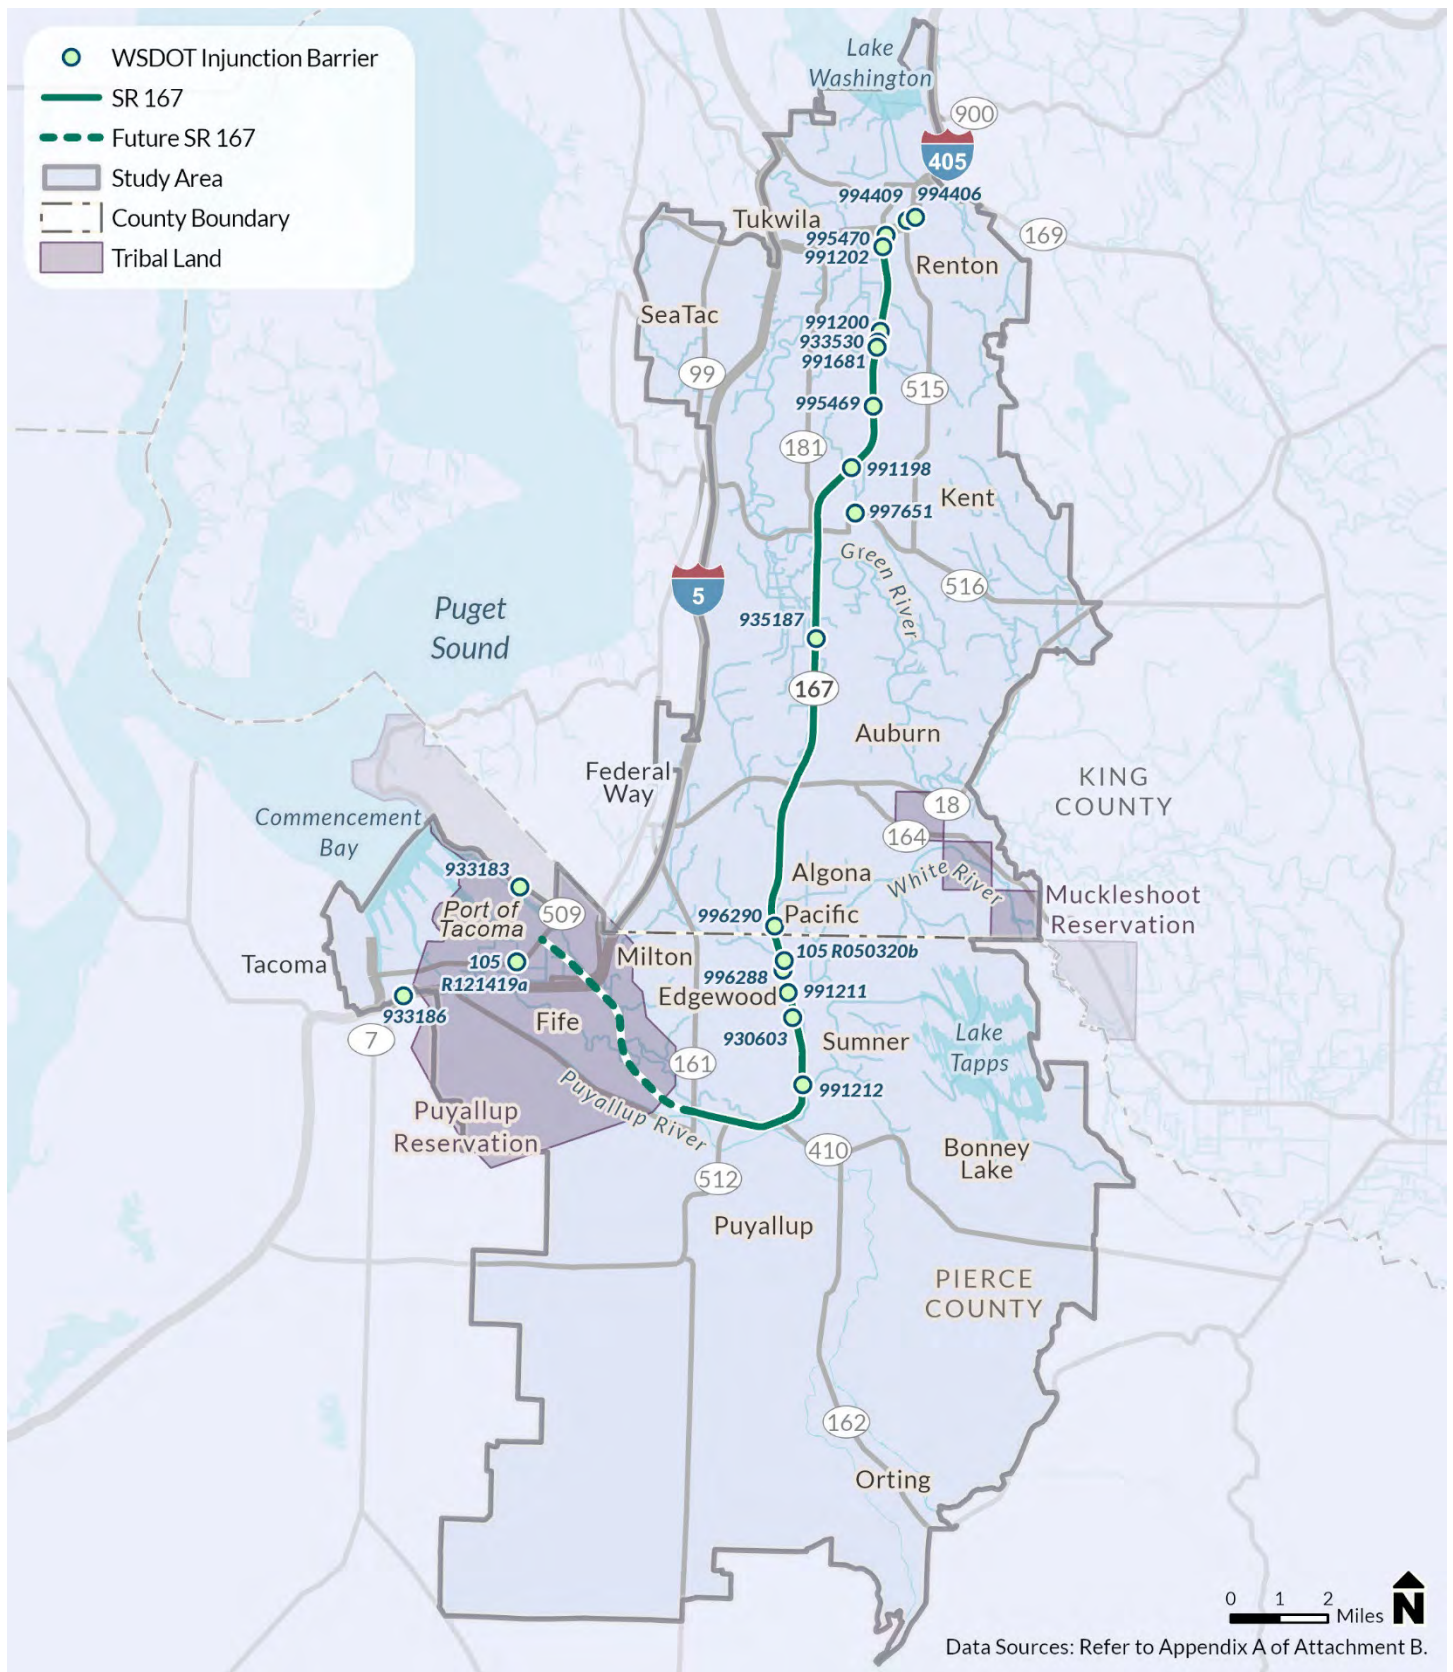 WSDOT Injunction Barrier
SR 167
Future SR 167
Study Area
County Boundary
Tribal Land
Lake
Washington
900
405
994409
994406
Tukwila
995470
991202
169
Renton
SeaTac
991200
933530
991681
99
515
995469
181
991198
Kent
997651
Green River
516
5
Puget
Sound
935187
167
Auburn
Federal
Way
KING
COUNTY
18
164
Commencement
Bay
933183
Algona
White River
Muckleshoot
Reservation
Port of
Tacoma
509
996290
Pacific
Tacoma
105
R121419a
Milton
105 R050320b
996288
Edgewood
991211
933186
Fife
930603
Sumner
Lake
Tapps
7
161
991212
Puyallup River
Puyallup
Reservation
410
Bonney
Lake
512
Puyallup
PIERCE
COUNTY
162
Orting
0 1 2
Miles
N
Data Sources: Refer to Appendix A of Attachment B.